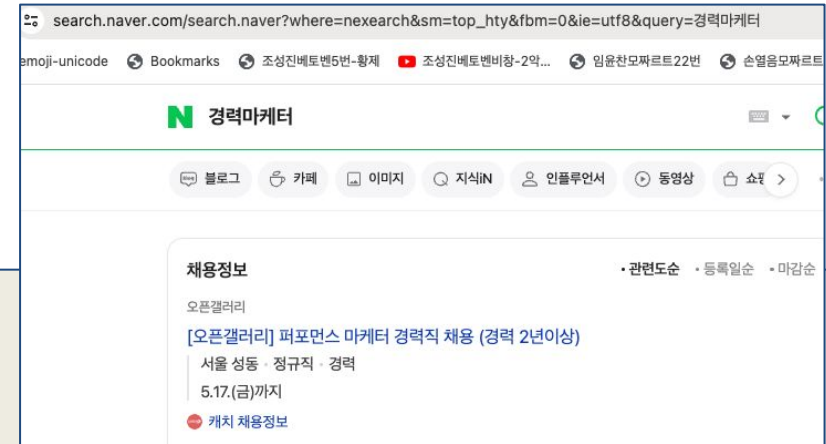 search.naver.com/search.naver?where=nexearch&sm=top_hty&fbm=0&ie=utf8&query=경력마케터
emoji-unicode Bookmarks 조성진베토벤5번-황제 조성진베토벤비창-2악... 임윤찬모짜르트22번 손열음모짜르트
N 경력마케터
블로그 카페 이미지 지식iN 인플루언서 동영상 쇼핑
채용정보 • 관련도순 • 등록일순 • 마감순
오픈갤러리
[오픈갤러리] 퍼포먼스 마케터 경력직 채용 (경력 2년이상)
서울 성동 · 정규직 · 경력
5.17.(금)까지
캐치 채용정보